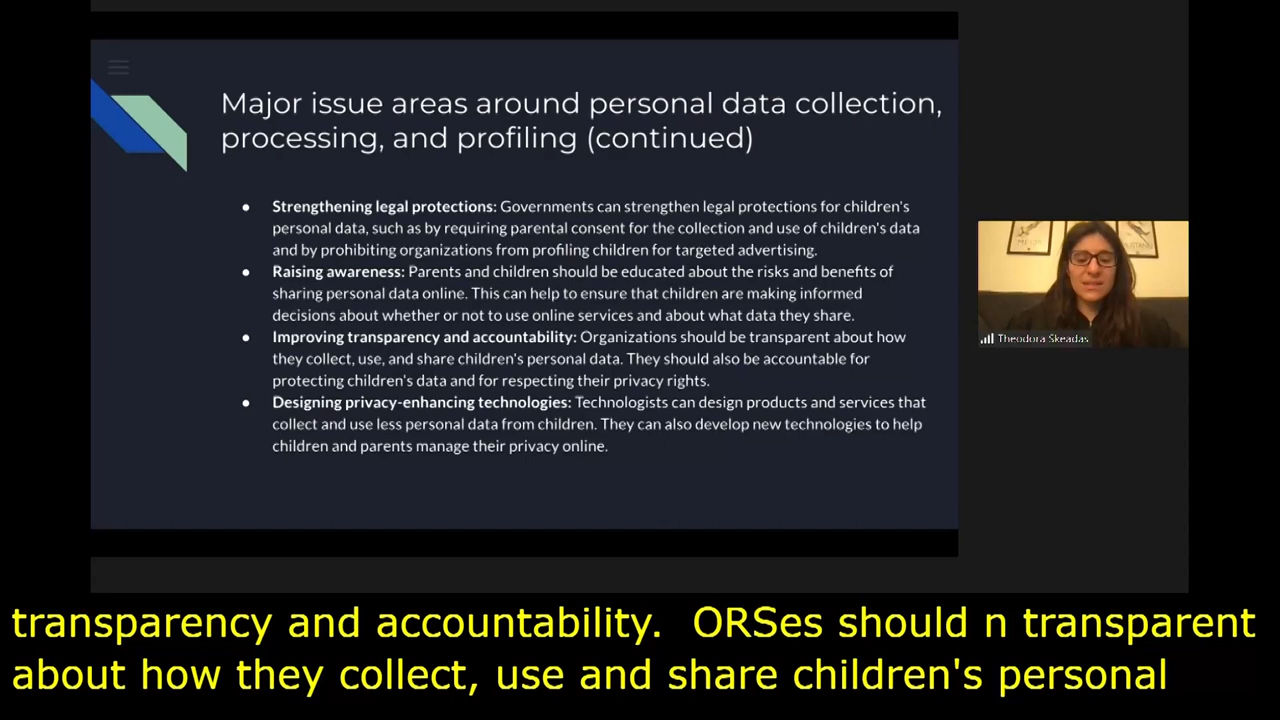 Major issue areas around personal data collection,
processing, and profiling (continued)
● Strengthening legal protections: Governments can strengthen legal protections for children's
personal data, such as by requiring parental consent for the collection and use of children's data
and by prohibiting organizations from profiling children for targeted advertising.
● Raising awareness: Parents and children should be educated about the risks and benefits of
sharing personal data online. This can help to ensure that children are making informed
decisions about whether or not to use online services and about what data they share.
● Improving transparency and accountability: Organizations should be transparent about how
they collect, use, and share children's personal data. They should also be accountable for
protecting children's data and for respecting their privacy rights.
● Designing privacy-enhancing technologies: Technologists can design products and services that
collect and use less personal data from children. They can also develop new technologies to help
children and parents manage their privacy online.
Theodora Skeadas
transparency and accountability.  ORSes should n transparent
about how they collect, use and share children's personal